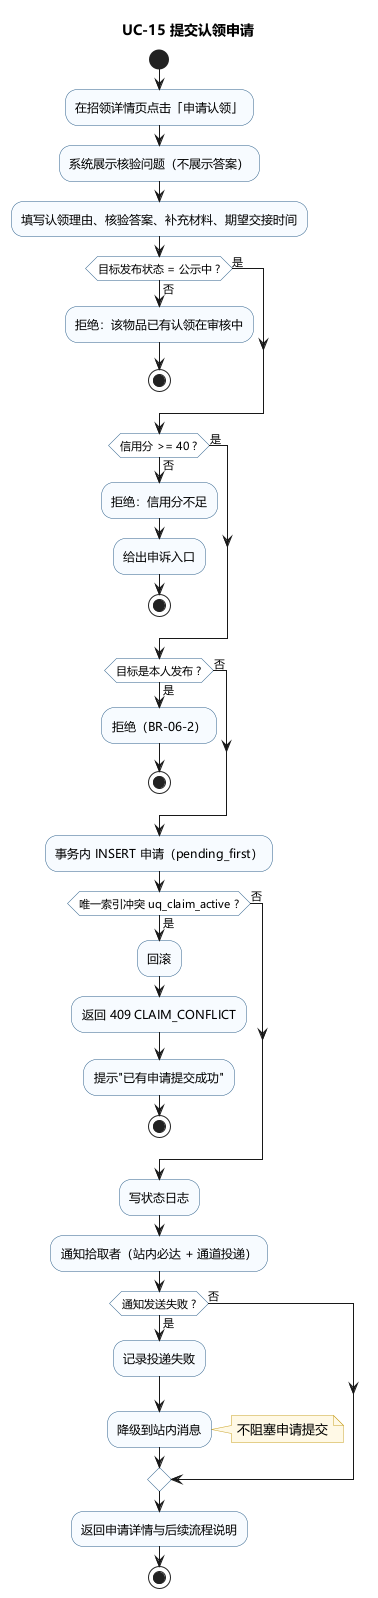 UC-15 提交认领申请
在招领详情页点击「申请认领」
系统展示核验问题（不展示答案）
填写认领理由、核验答案、补充材料、期望交接时间
目标发布状态 = 公示中 ?
是
否
拒绝：该物品已有认领在审核中
信用分 >= 40 ?
是
否
拒绝：信用分不足
给出申诉入口
目标是本人发布 ?
否
是
拒绝（BR-06-2）
事务内 INSERT 申请（pending_first）
唯一索引冲突 uq_claim_active ?
否
是
回滚
返回 409 CLAIM_CONFLICT
提示"已有申请提交成功"
写状态日志
通知拾取者（站内必达 + 通道投递）
通知发送失败 ?
否
是
记录投递失败
降级到站内消息
不阻塞申请提交
返回申请详情与后续流程说明